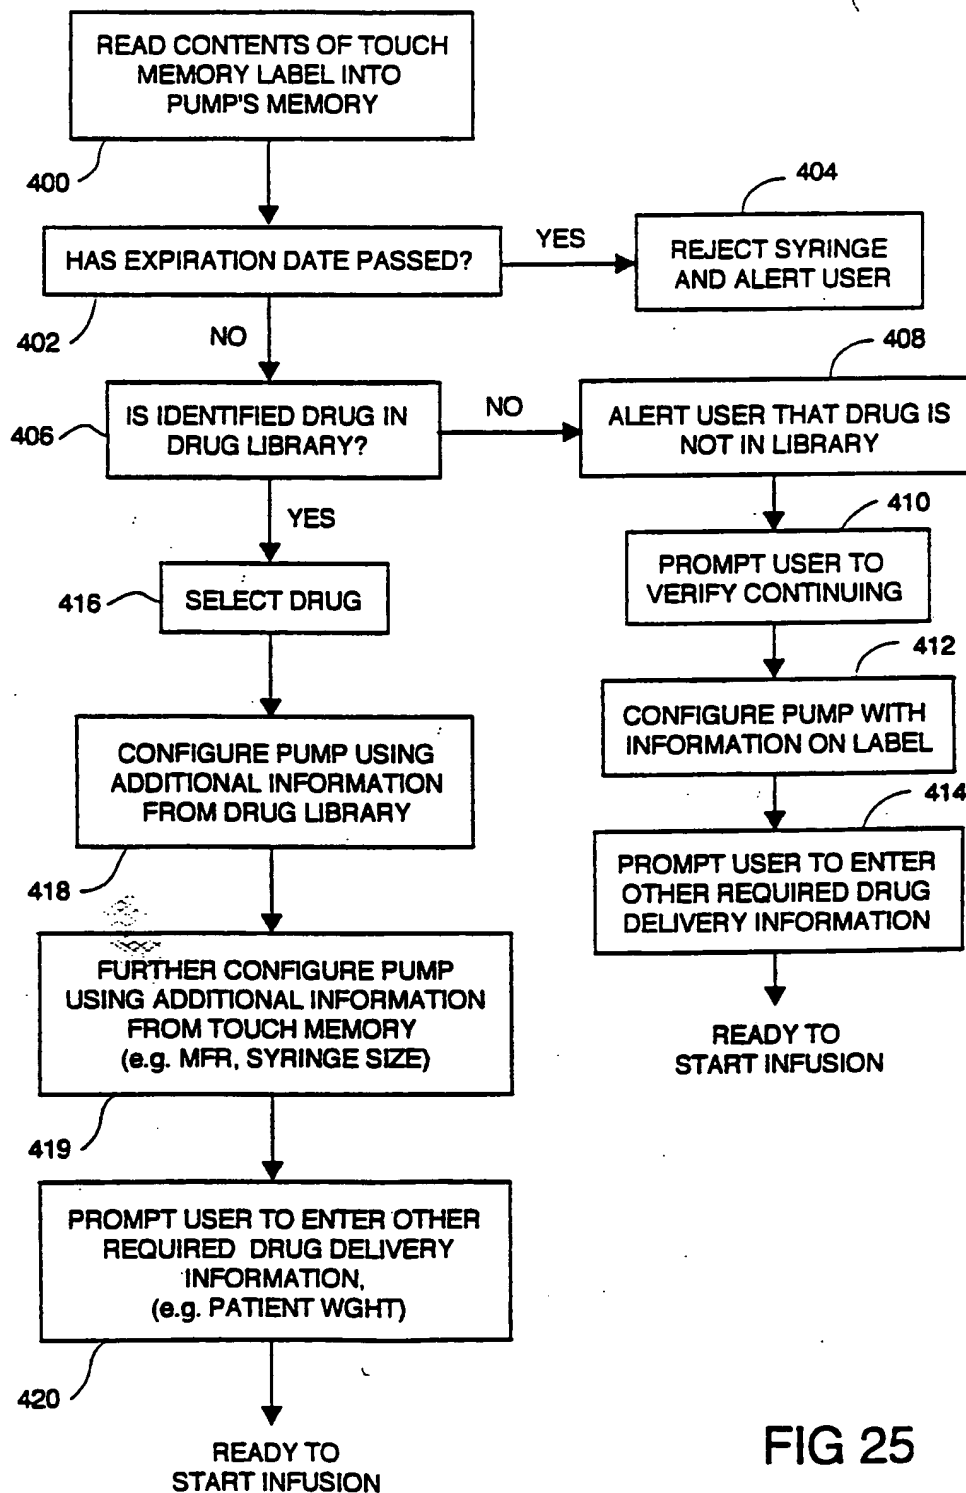 READ CONTENTS OF TOUCH
MEMORY LABEL INTO
PUMP'S MEMORY
400
HAS EXPIRATION DATE PASSED?
402
YES
REJECT SYRINGE
AND ALERT USER
404
NO
IS IDENTIFIED DRUG IN
DRUG LIBRARY?
406
NO
ALERT USER THAT DRUG IS
NOT IN LIBRARY
408
YES
410
PROMPT USER TO
VERIFY CONTINUING
SELECT DRUG
416
412
CONFIGURE PUMP WITH
INFORMATION ON LABEL
CONFIGURE PUMP USING
ADDITIONAL INFORMATION
FROM DRUG LIBRARY
418
414
PROMPT USER TO ENTER
OTHER REQUIRED DRUG
DELIVERY INFORMATION
READY TO
START INFUSION
FURTHER CONFIGURE PUMP
USING ADDITIONAL INFORMATION
FROM TOUCH MEMORY
(e.g. MFR, SYRINGE SIZE)
419
PROMPT USER TO ENTER OTHER
REQUIRED DRUG DELIVERY
INFORMATION,
(e.g. PATIENT WGHT)
420
READY TO
START INFUSION
FIG 25